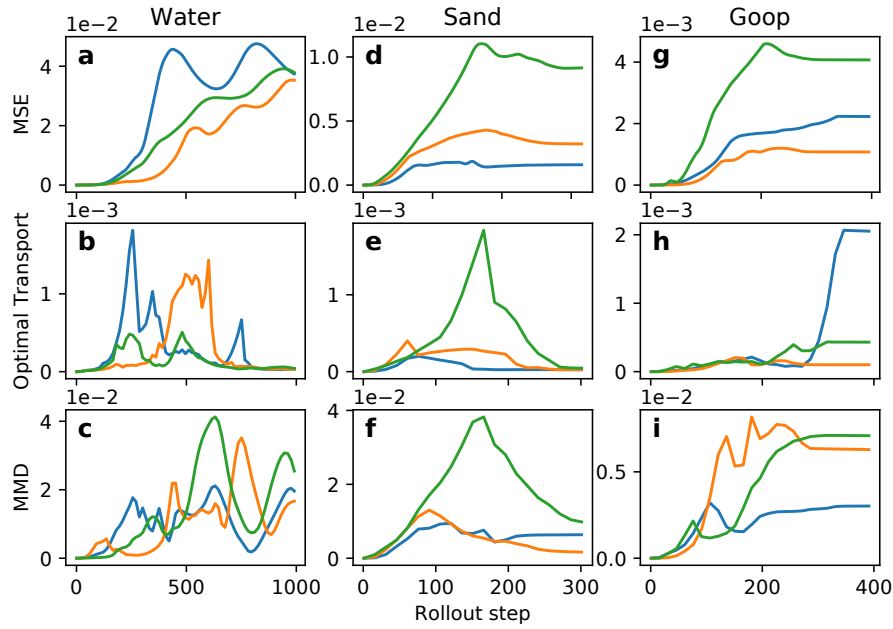 Water Sand Goop
1e−2 1e−2 1e−3
a d g
MSE
4
2
0
1.0
0.5
0.0
4
2
0
1e−3 1e−3 1e−3
b e h
Optimal Transport
1
0
1
0
2
1
0
1e−2 1e−2 1e−2
c f i
MMD
4
2
0
4
2
0
0.5
0.0
0 500 1000 0 100 200 300 0 200 400
Rollout step